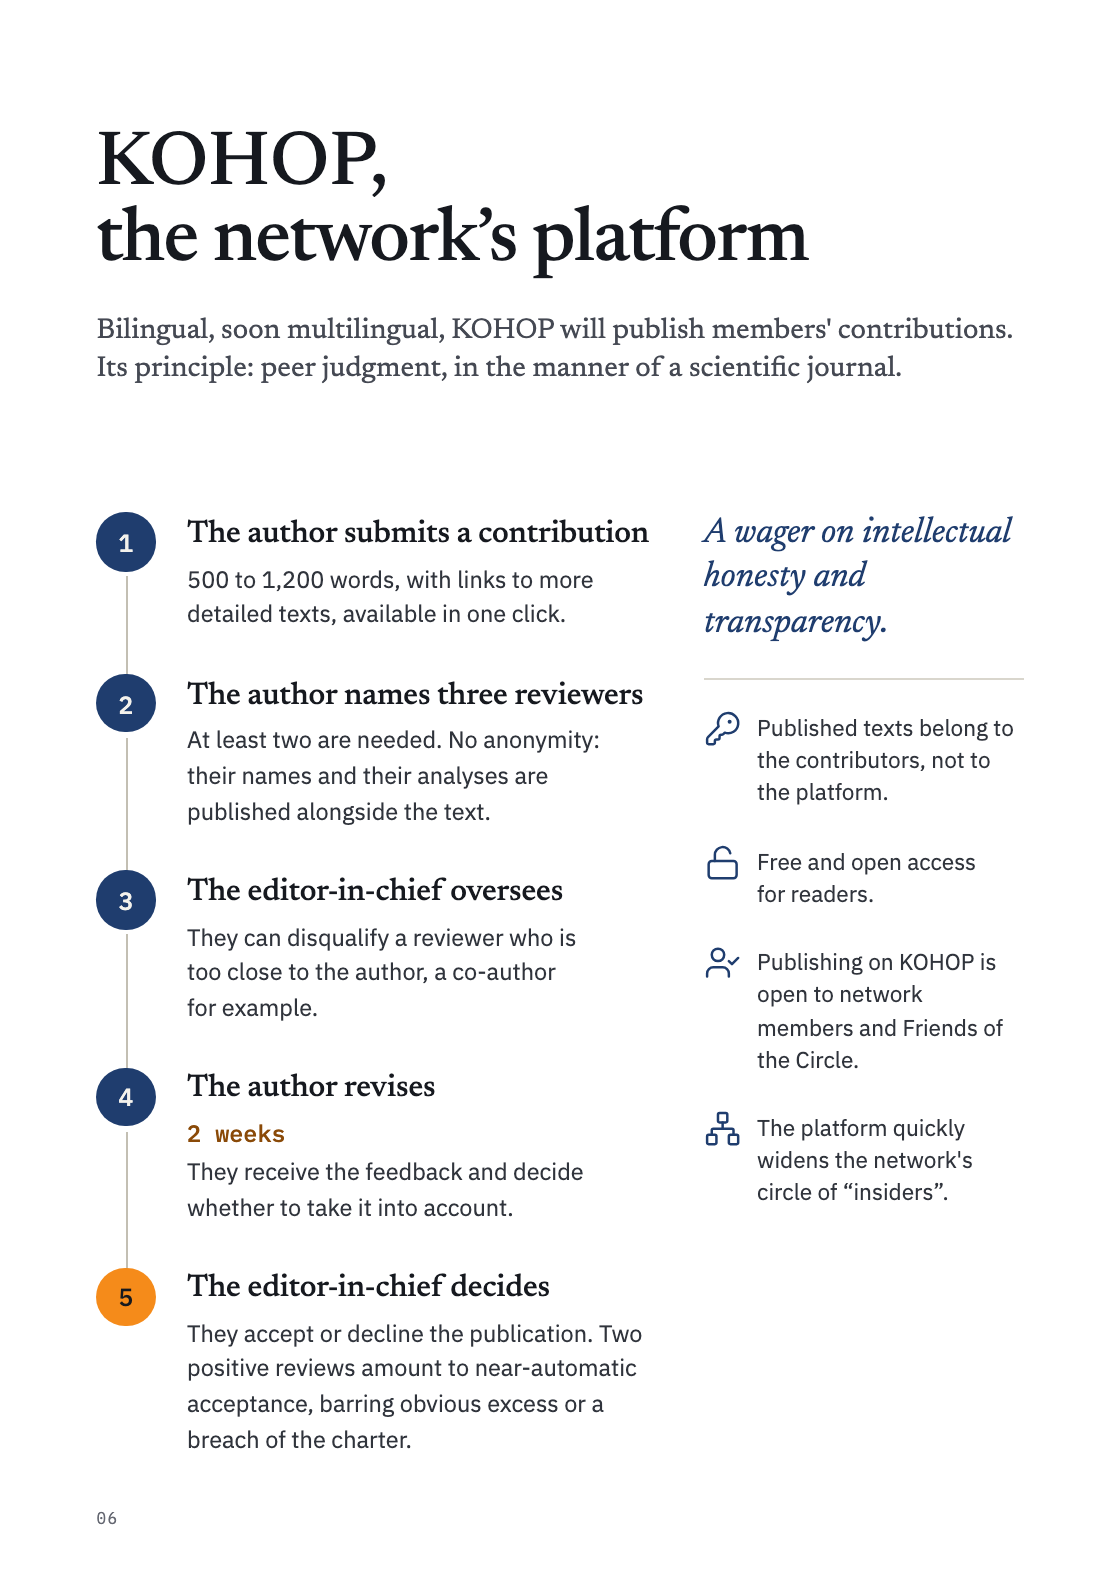 KOHOP,
the network’s platform
Bilingual, soon multilingual, KOHOP will publish members' contributions.
Its principle: peer judgment, in the manner of a scientific journal.
1
The author submits a contribution
500 to 1,200 words, with links to more
detailed texts, available in one click.
2
The author names three reviewers
At least two are needed. No anonymity:
their names and their analyses are
published alongside the text.
3
The editor-in-chief oversees
They can disqualify a reviewer who is
too close to the author, a co-author
for example.
4
The author revises
2 weeks
They receive the feedback and decide
whether to take it into account.
5
The editor-in-chief decides
They accept or decline the publication. Two
positive reviews amount to near-automatic
acceptance, barring obvious excess or a
breach of the charter.
A wager on intellectual
honesty and
transparency.
Published texts belong to
the contributors, not to
the platform.
Free and open access
for readers.
Publishing on KOHOP is
open to network
members and Friends of
the Circle.
The platform quickly
widens the network's
circle of “insiders”.
06